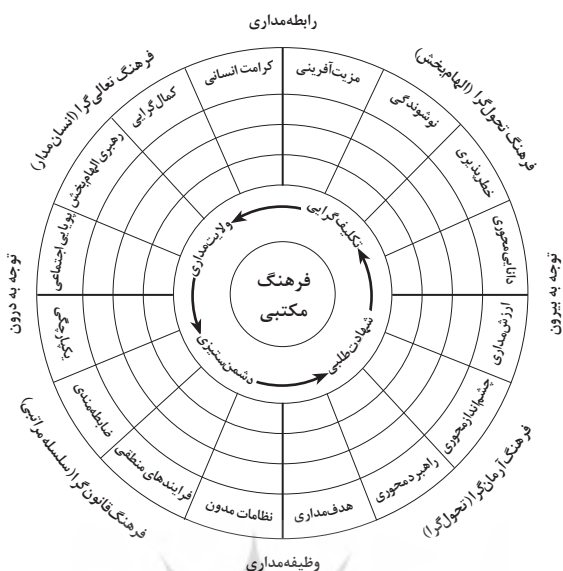 رابطه‌مداری
فرهنگ تحول‌گرا (الهام‌بخش)
مزیت‌آفرینی
نوشوندگی
خطرپذیری
دانایی‌محوری
توجه به بیرون
ارزش‌مداری
چشم‌اندازمحوری
راهبردمحوری
هدف‌مداری
فرهنگ آرمان‌گرا (تحول‌گرا)
وظیفه‌مداری
نظامات مدون
فرایندهای منطقی
ضابطه‌مندی
یکپارچگی
فرهنگ قانون‌گرا (سلسله مراتبی)
توجه به درون
پویایی اجتماعی
رهبری الهام‌بخش
کمال‌گرایی
کرامت انسانی
فرهنگ تعالی‌گرا (انسان‌مدار)
تکلیف‌گرایی
ولایت‌مداری
دشمن‌ستیزی
شهادت‌طلبی
فرهنگ
مکتبی